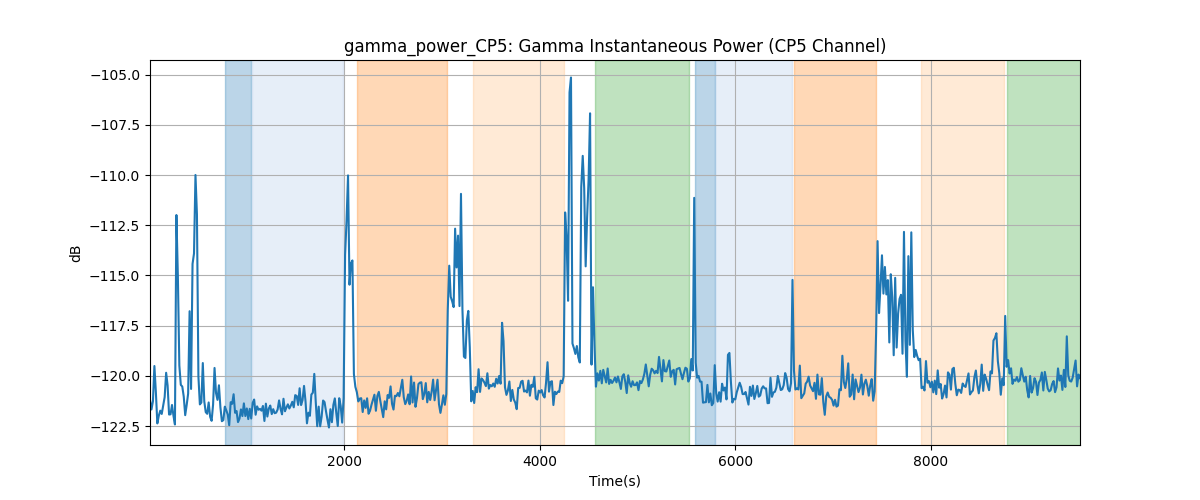 gamma_power_CP5: Gamma Instantaneous Power (CP5 Channel)
−105.0
−107.5
−110.0
−112.5
−115.0
−117.5
−120.0
−122.5
dB
2000 4000 6000 8000
Time(s)